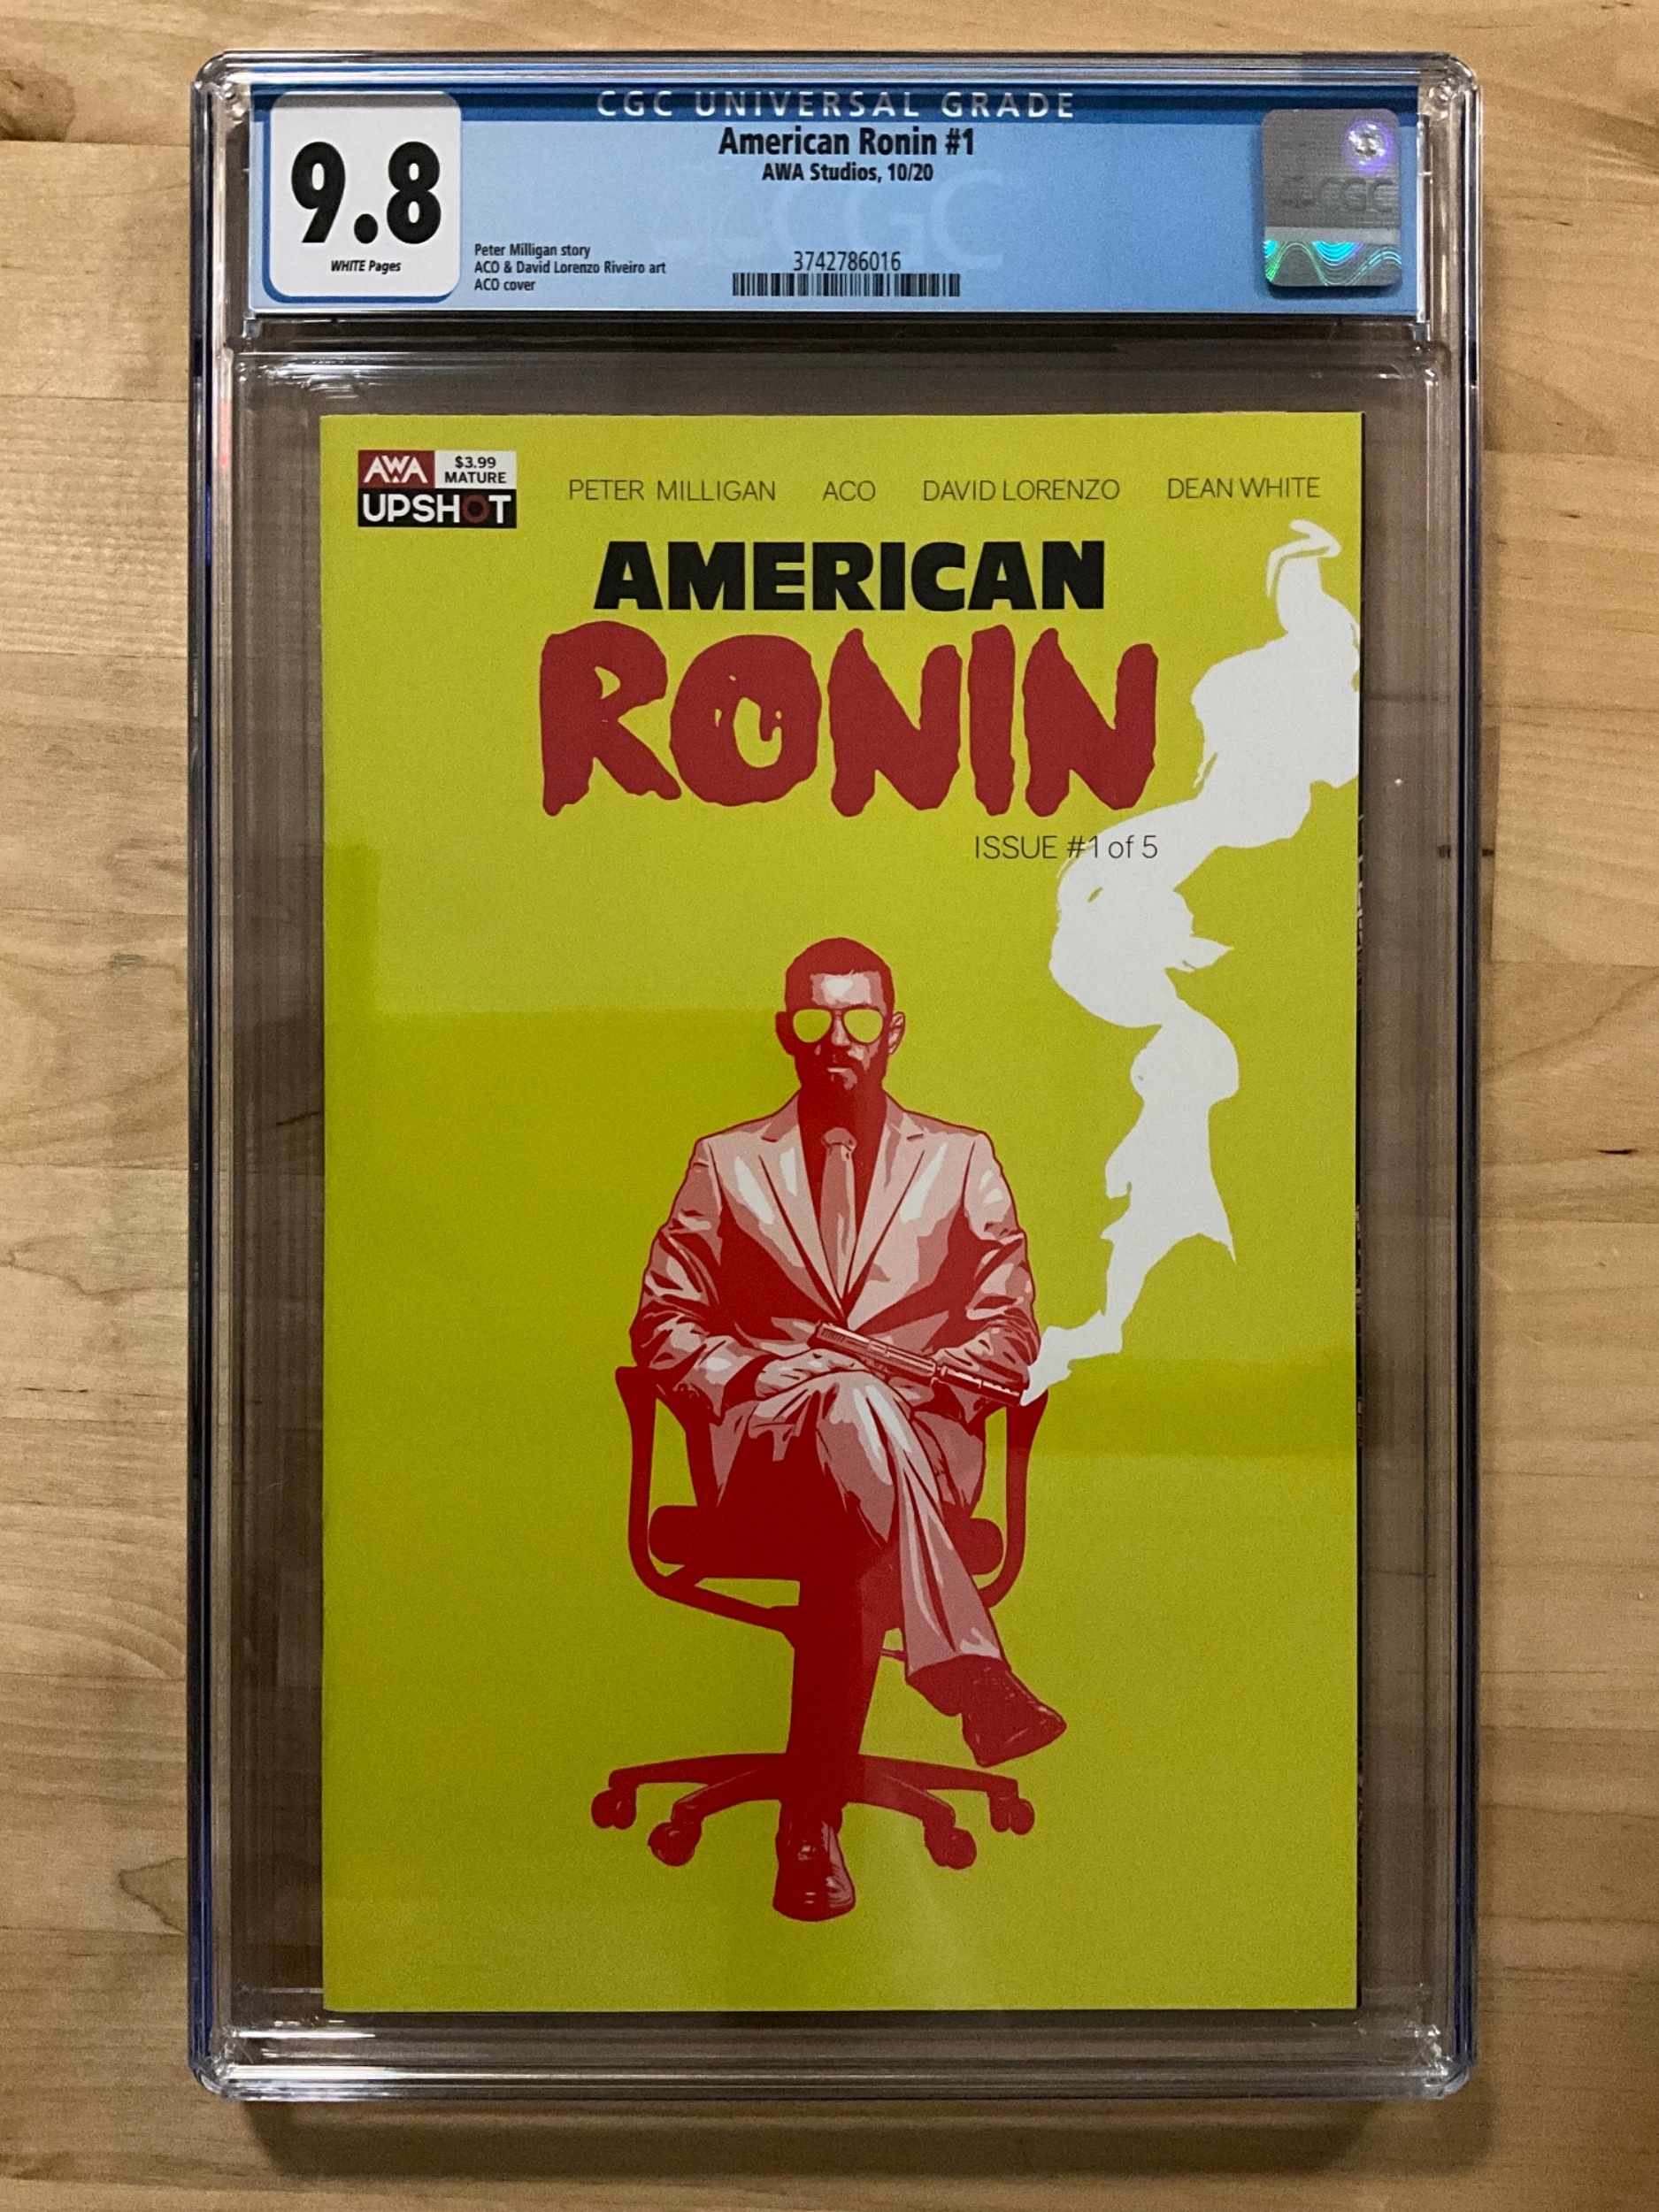 CGC UNIVERSAL GRADE
9.8
WHITE Pages
American Ronin #1
AWA Studios, 10/20
Peter Milligan story
ACO & David Lorenzo Riveiro art
ACO cover
3742786016
CGC
CGC
AWA
$3.99
MATURE
UPSHOT
PETER MILLIGAN ACO DAVID LORENZO DEAN WHITE
AMERICAN
RONIN
ISSUE #1 of 5